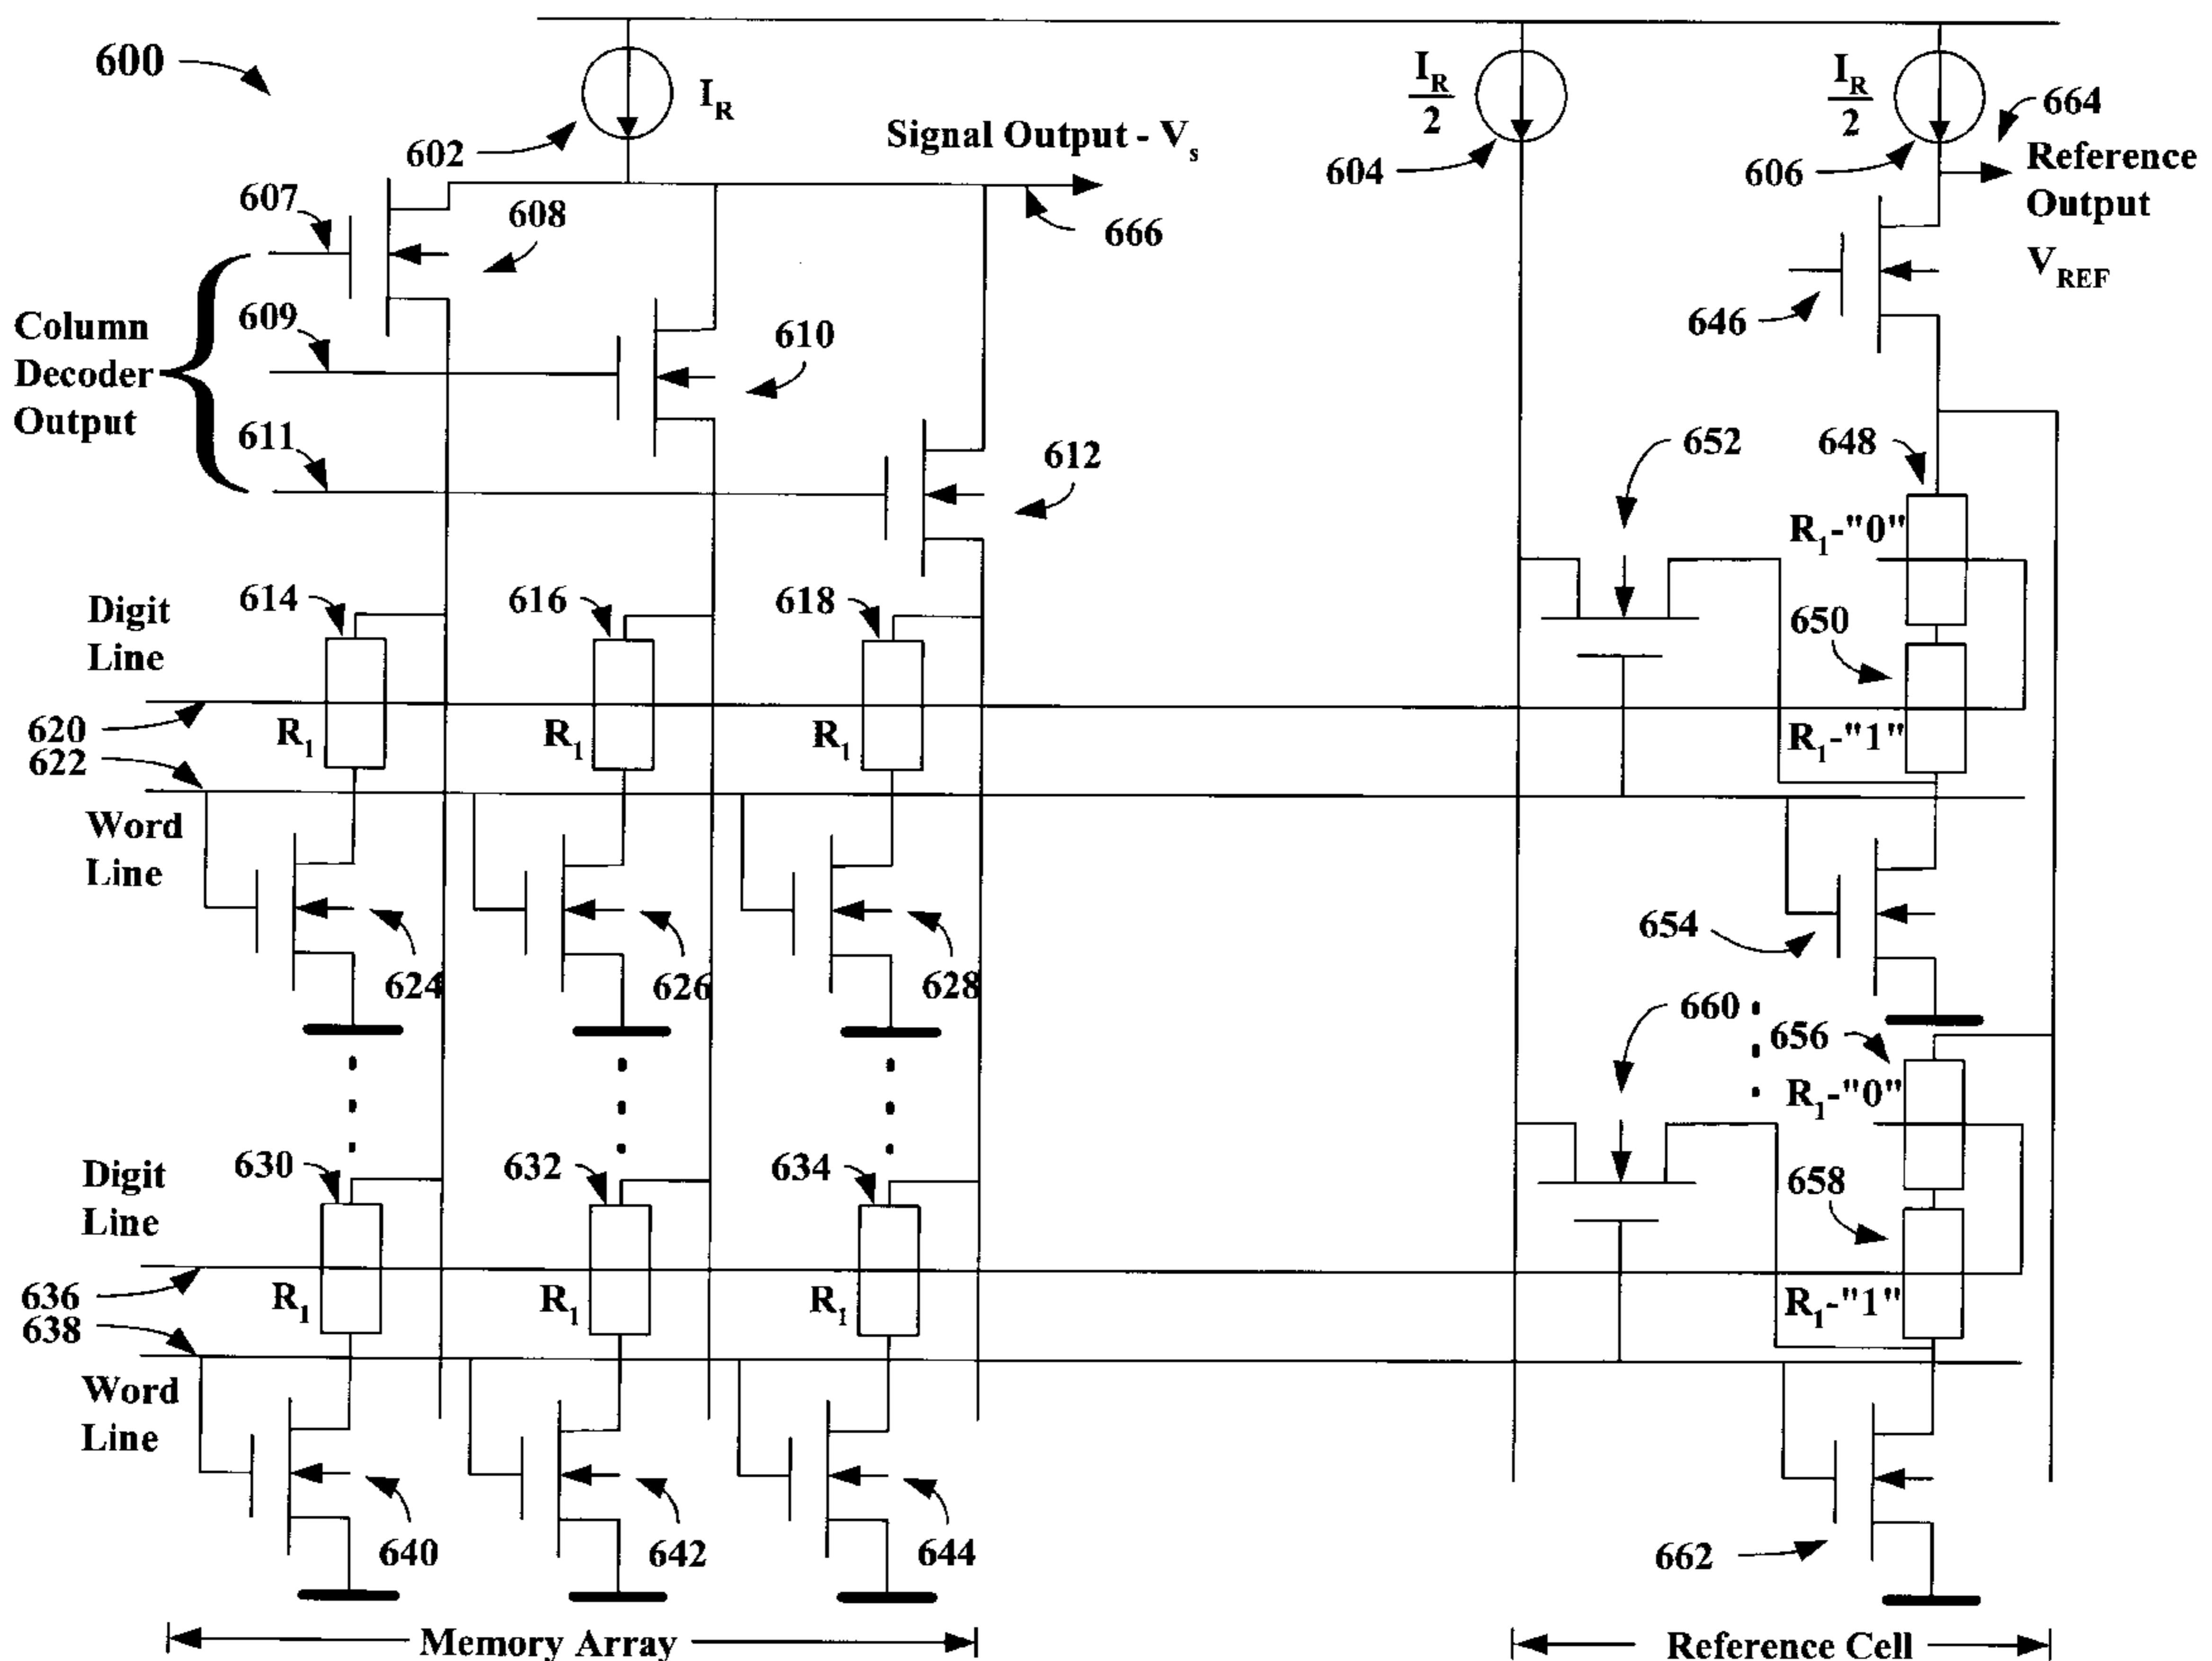 600
I_R
602
Signal Output - V_s
I_R
2
604
I_R
2
606
664
Reference
Output
V_REF
607
608
666
646
Column
Decoder
Output
609
610
611
612
652
648
R_1-"0"
650
R_1-"1"
Digit
Line
614
616
618
620
622
R_1
R_1
R_1
Word
Line
624
626
628
654
660
656
R_1-"0"
658
R_1-"1"
Digit
Line
630
632
634
636
638
R_1
R_1
R_1
Word
Line
640
642
644
662
Memory Array
Reference Cell